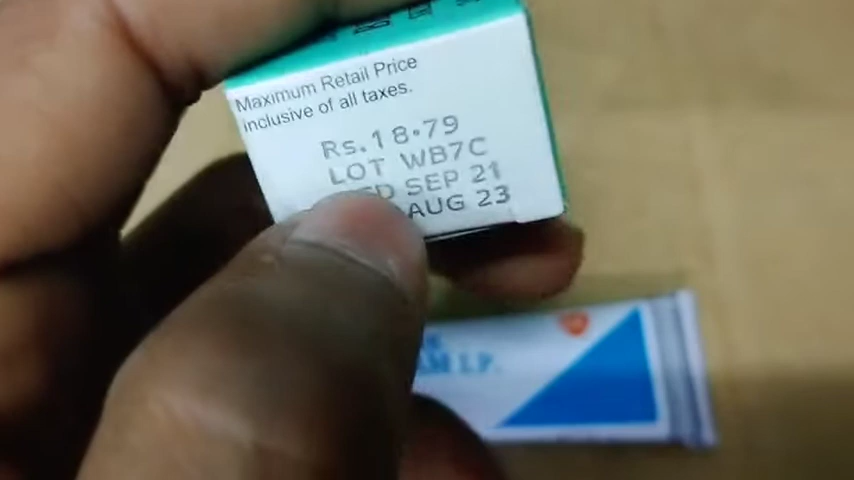 Maximum Retail Price
inclusive of all taxes.
Rs.18.79
LOT WB7C
SEP 21
AUG 23
I.P.